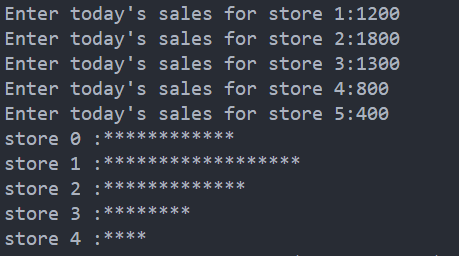 Enter today's sales for store 1:1200
Enter today's sales for store 2:1800
Enter today's sales for store 3:1300
Enter today's sales for store 4:800
Enter today's sales for store 5:400
store 0 :************
store 1 :******************
store 2 :*************
store 3 :********
store 4 :****